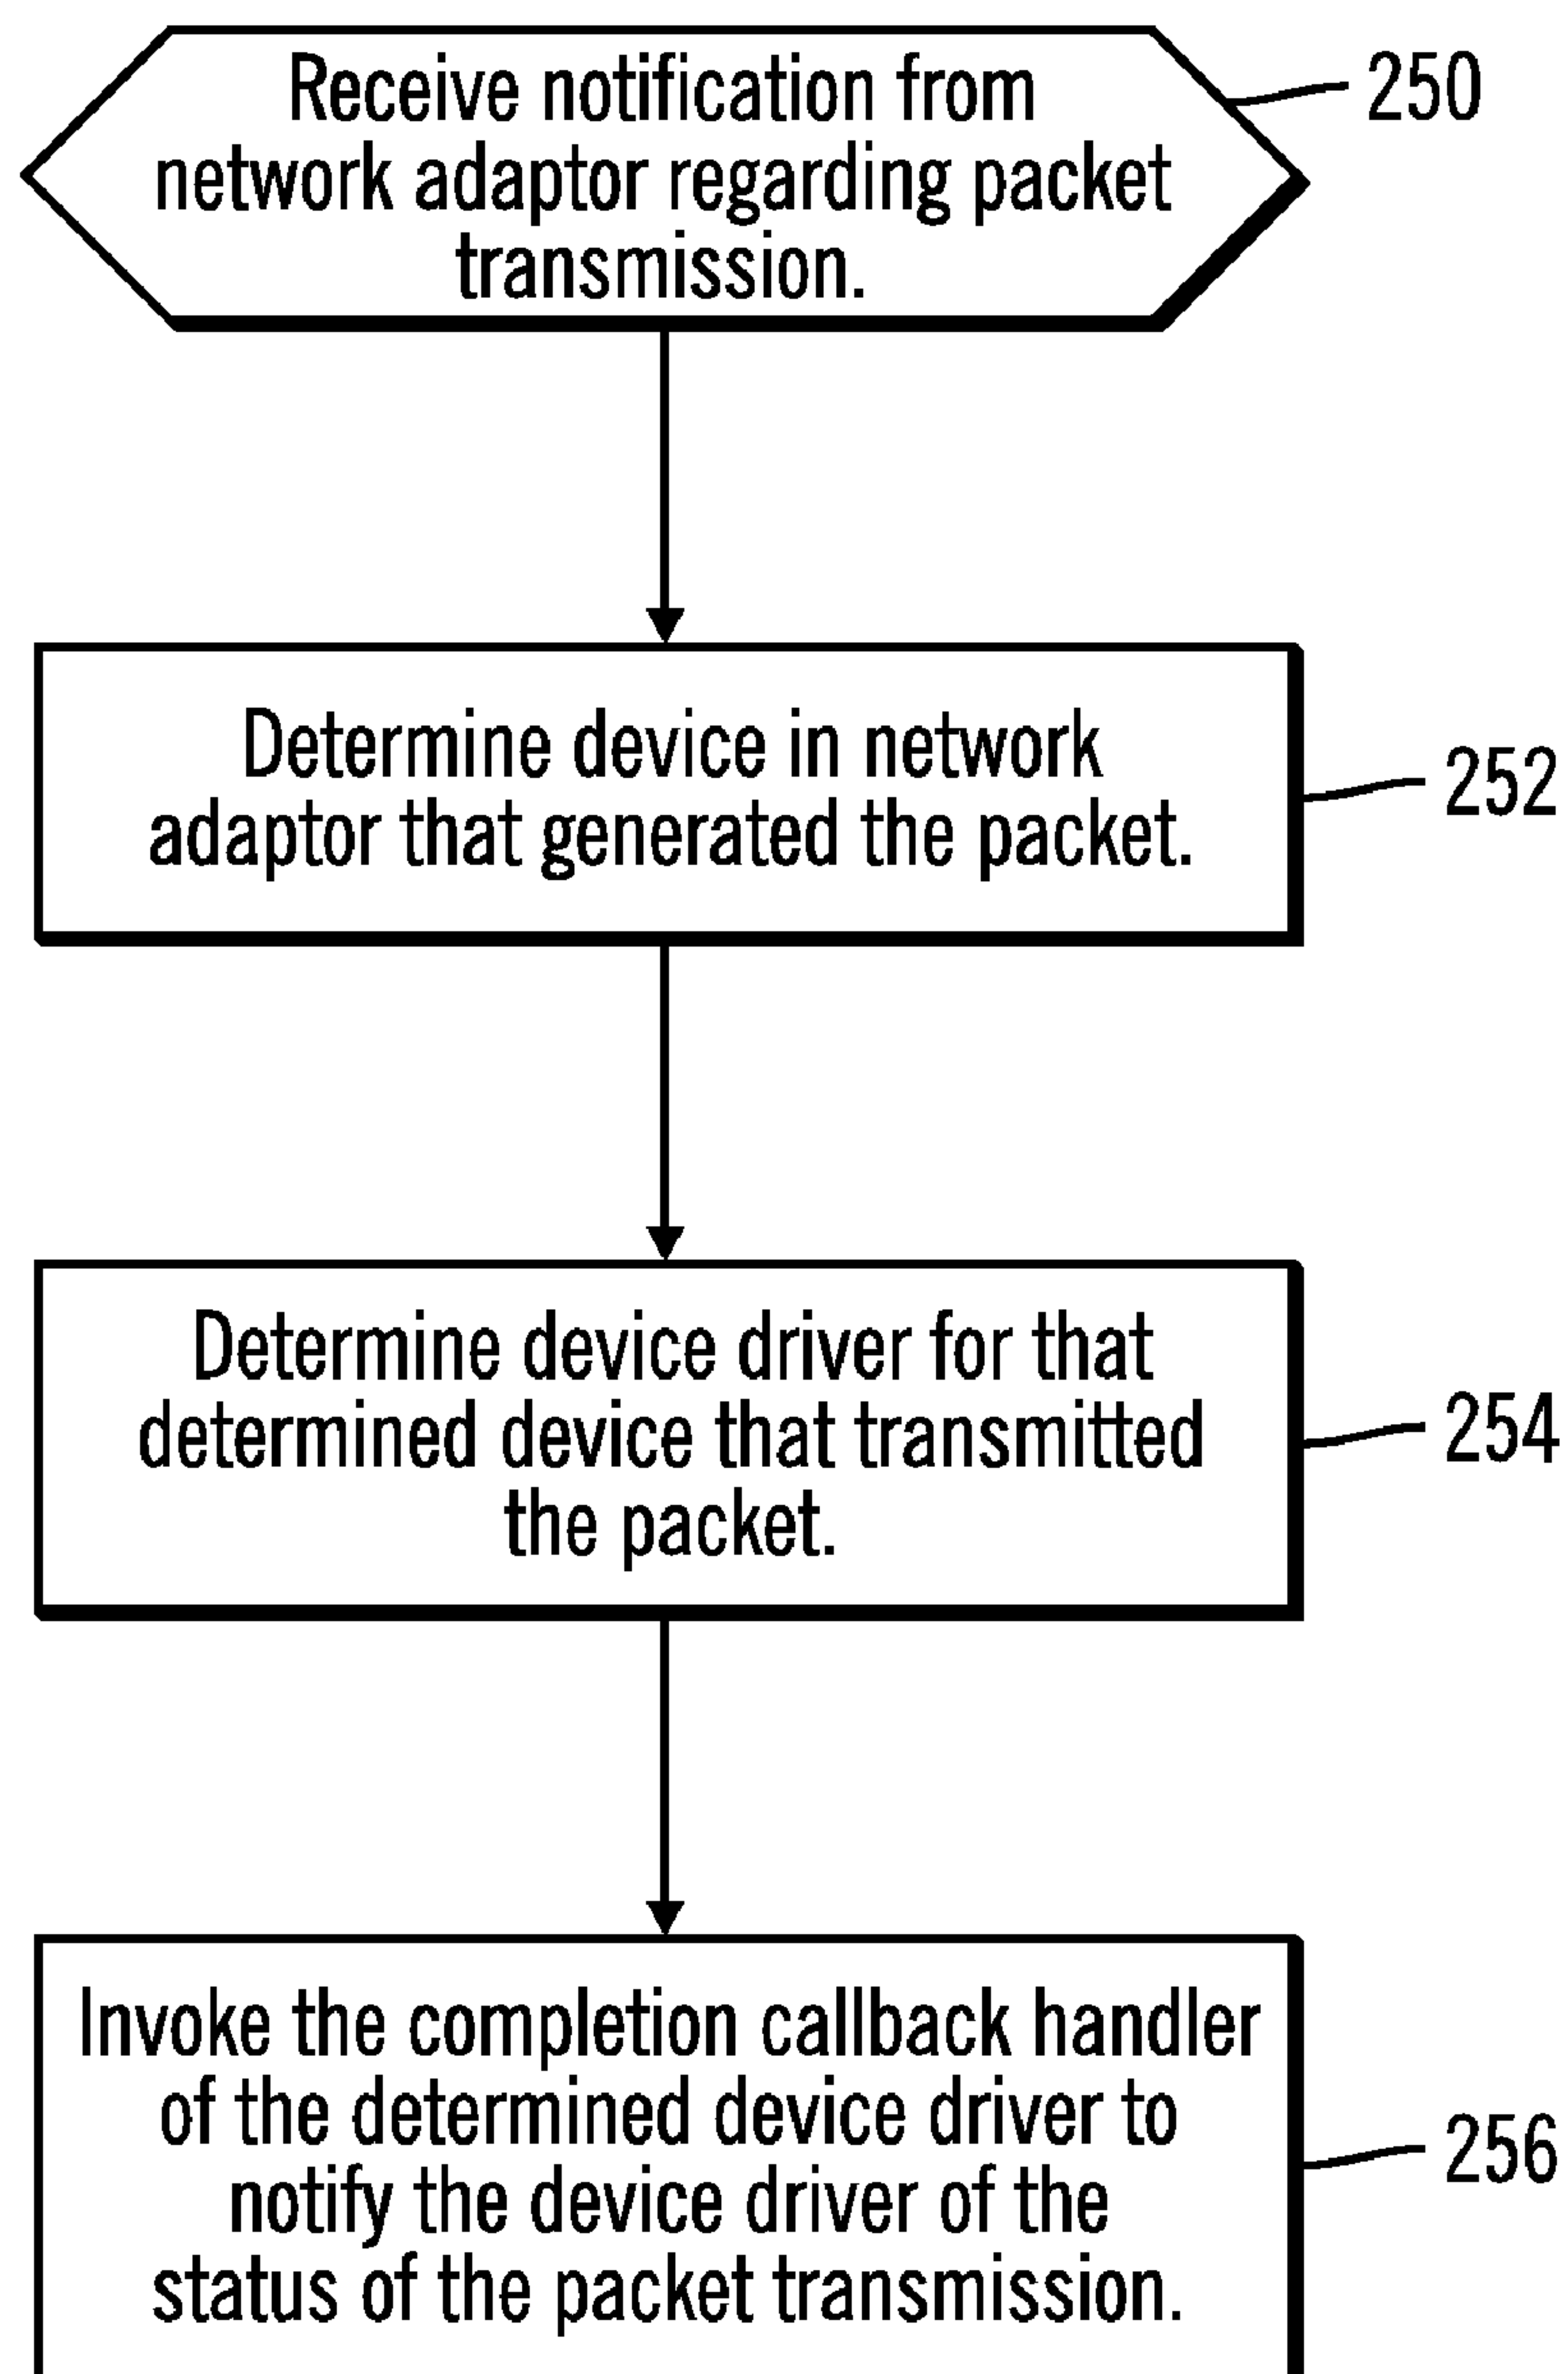 Receive notification from
250
network adaptor regarding packet
transmission.
Determine device in network
252
adaptor that generated the packet.
Determine device driver for that
determined device that transmitted
254
the packet.
Invoke the completion callback handler
of the determined device driver to
256
notify the device driver of the
status of the packet transmission.